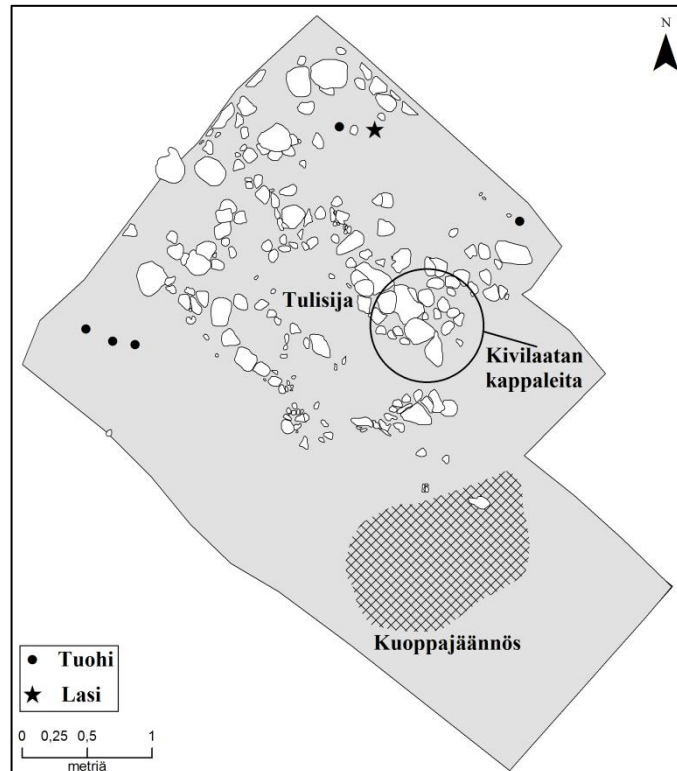 N
Tulisija
Kivilaatan
kappaleita
Kuoppajäännös
Tuohi
Lasi
0 0,25 0,5 1
metriä